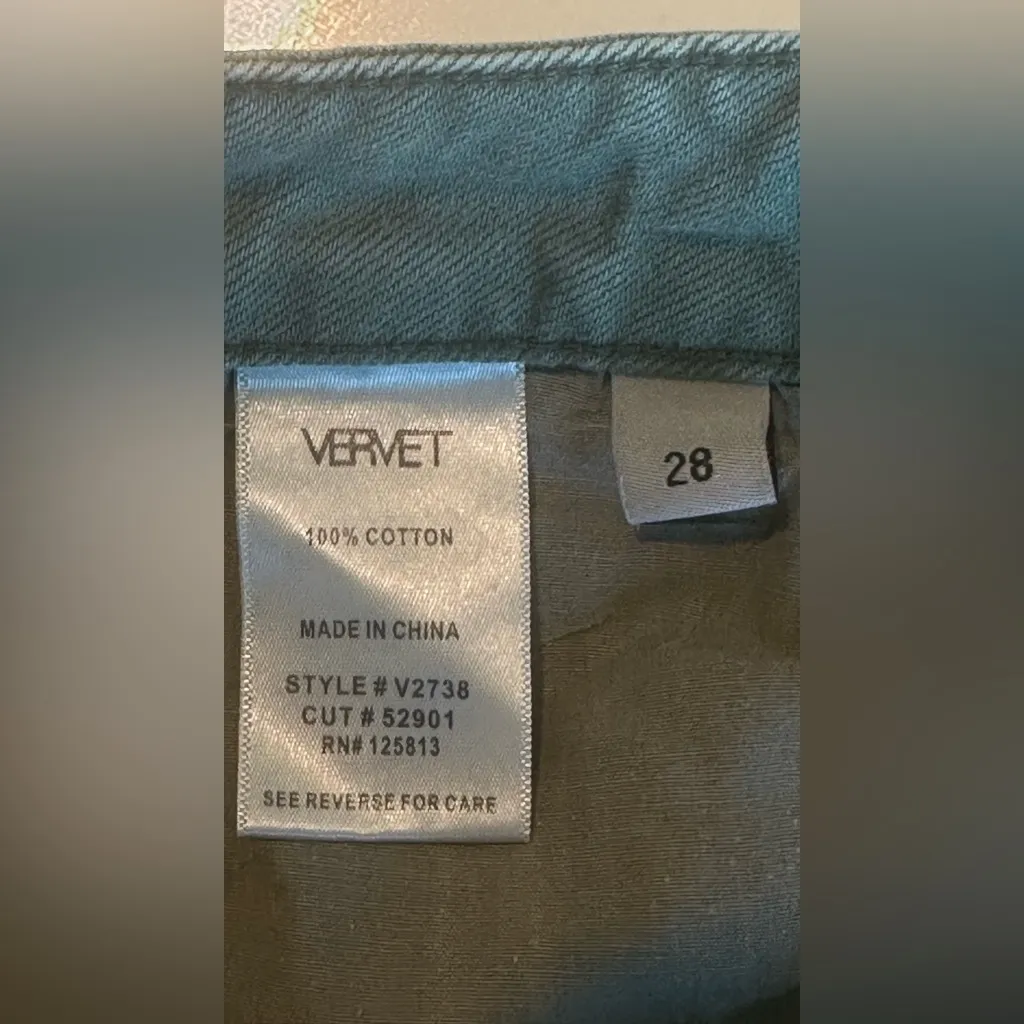 VERVET
100% COTTON
MADE IN CHINA
STYLE # V2738
CUT # 52901
RN# 125813
SEE REVERSE FOR CARE
28